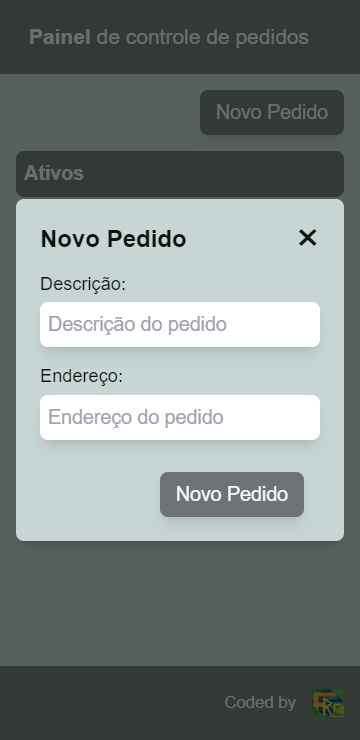 Painel de controle de pedidos
Novo Pedido
Ativos
Novo Pedido
Descrição:
Descrição do pedido
Endereço:
Endereço do pedido
Novo Pedido
Coded by